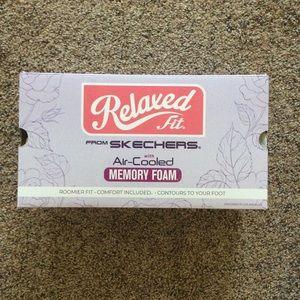 Relaxed
Fit®
FROM SKECHERS®
with
Air-Cooled
MEMORY FOAM
ROOMIER FIT • COMFORT INCLUDED. • CONTOURS TO YOUR FOOT